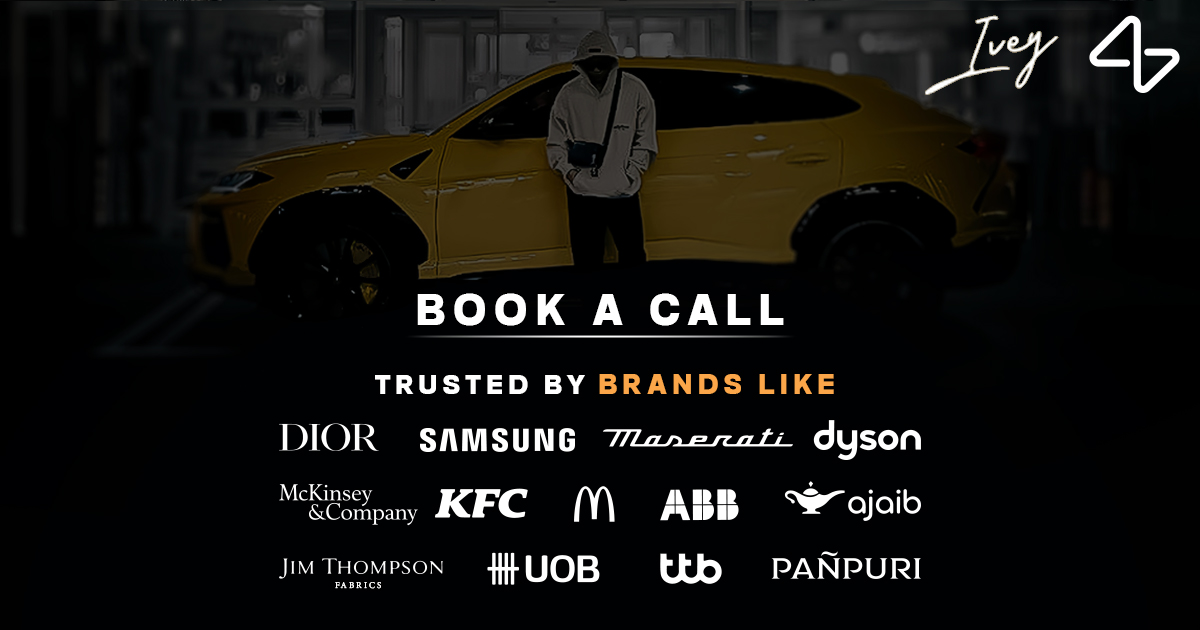 Ivey
BOOK A CALL
TRUSTED BY BRANDS LIKE
DIOR SAMSUNG Maserati dyson
McKinsey
&Company KFC ABB ajaib
JIM THOMPSON
FABRICS
UOB ttb PAÑPURI